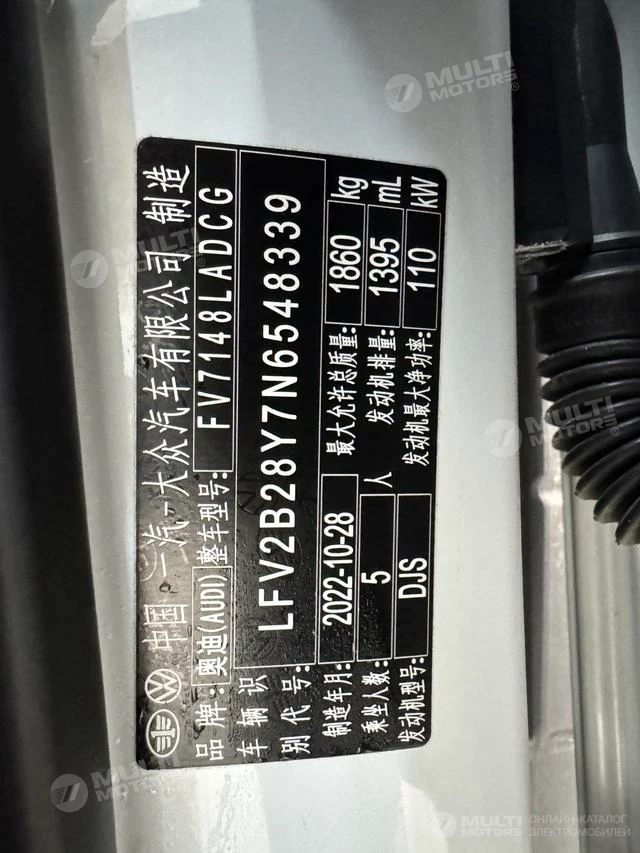 中国 一汽-大众汽车有限公司 制造
品牌:奥迪(AUDI) 整车型号: FV7148LADCG
车辆识别代号: LFV2B28Y7N6548339
制造年月: 2022-10-28 最大允许总质量: 1860 kg
乘坐人数: 5 人 发动机排量: 1395 mL
发动机型号: DJS 发动机最大净功率: 110 kW
MULTI MOTORS
MULTI MOTORS
MULTI MOTORS
MULTI MOTORS
MULTI MOTORS
MULTI MOTORS ОНЛАЙН-КАТАЛОГ ЭЛЕКТРОМОБИЛЕЙ